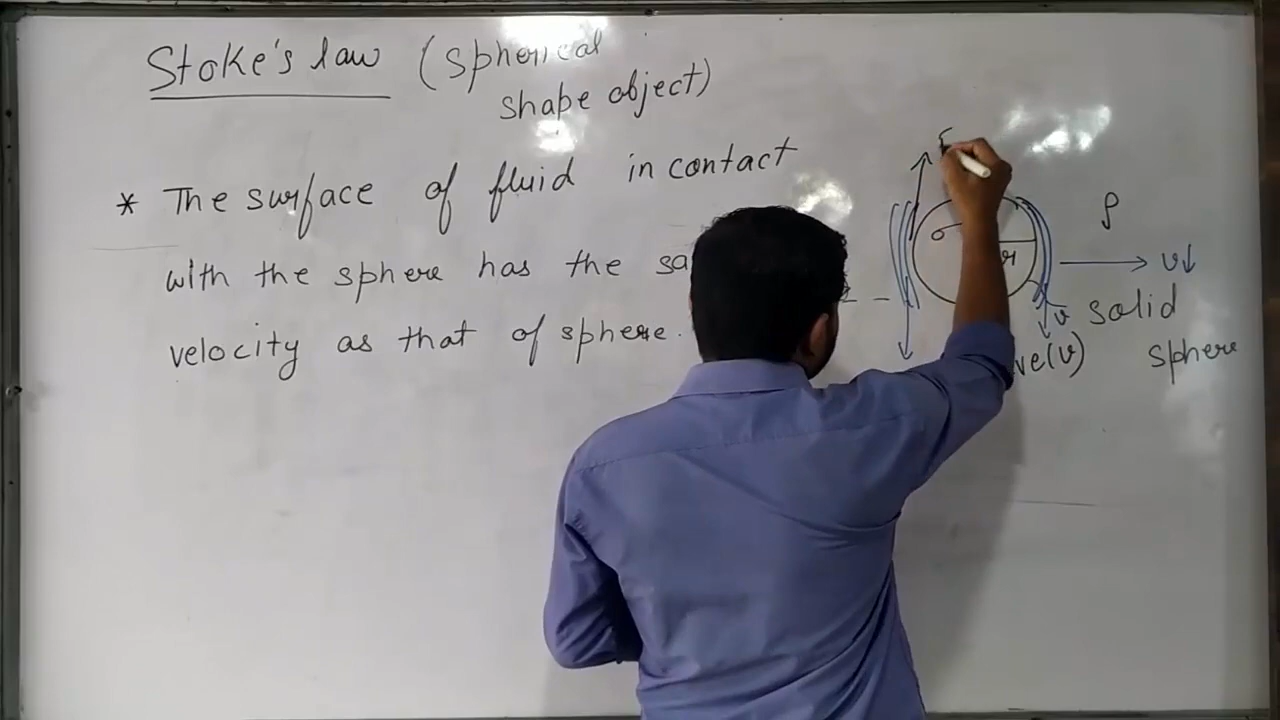 Stoke's law (spherical
shape object)
* The surface of fluid in contact
with the sphere has the sa
velocity as that of sphere.
F
ρ
σ
r
v↓
v
solid
ve(v)
sphere